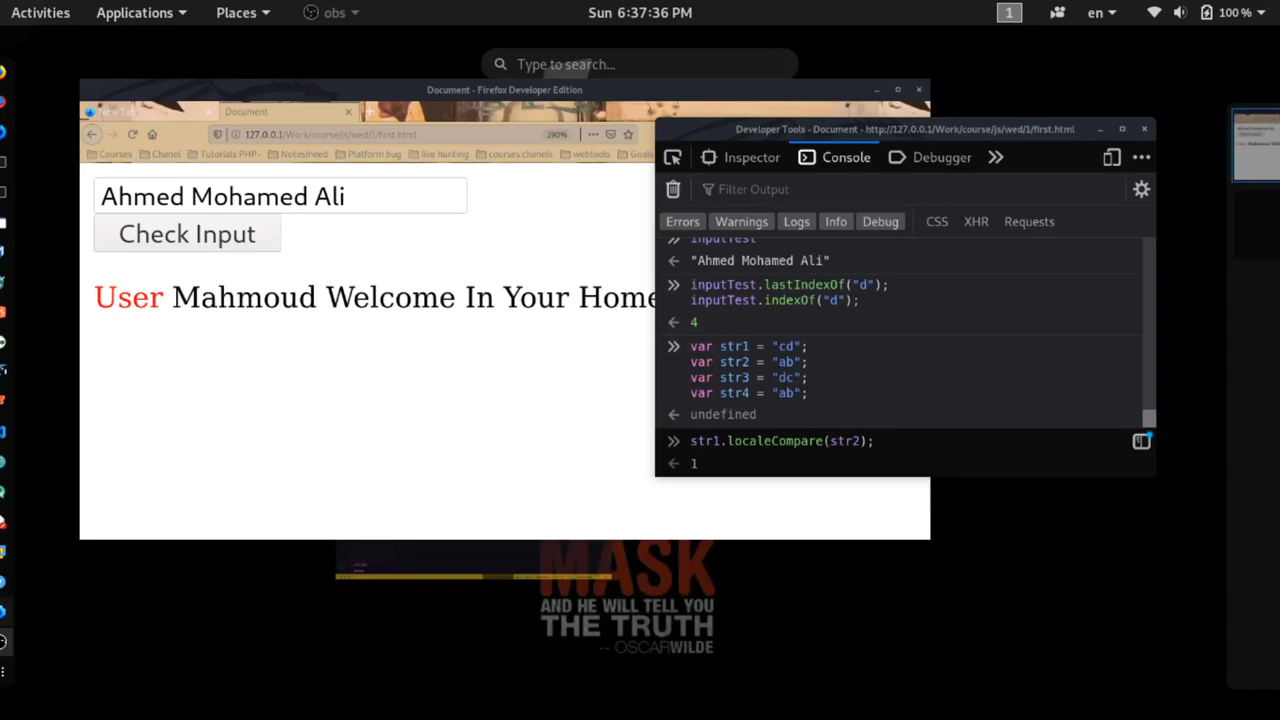 Activities Applications Places obs Sun 6:37:36 PM 1 en 100 %
Type to search...
Document - Firefox Developer Edition
New Tab Document
127.0.0.1/Work/course/js/wed/1/first.html 290%
Courses Chanel Tutorials PHP- NotesIneed Platform bug live hunting courses chanels webtools Goals
Ahmed Mohamed Ali
Check Input
User Mahmoud Welcome In Your Home
Developer Tools - Document - http://127.0.0.1/Work/course/js/wed/1/first.html
Inspector Console Debugger
Filter Output
Errors Warnings Logs Info Debug CSS XHR Requests
inputTest
"Ahmed Mohamed Ali"
inputTest.lastIndexOf("d");
inputTest.indexOf("d");
4
var str1 = "cd";
var str2 = "ab";
var str3 = "dc";
var str4 = "ab";
undefined
str1.localeCompare(str2);
1
MASK
AND HE WILL TELL YOU
THE TRUTH
-- OSCARWILDE